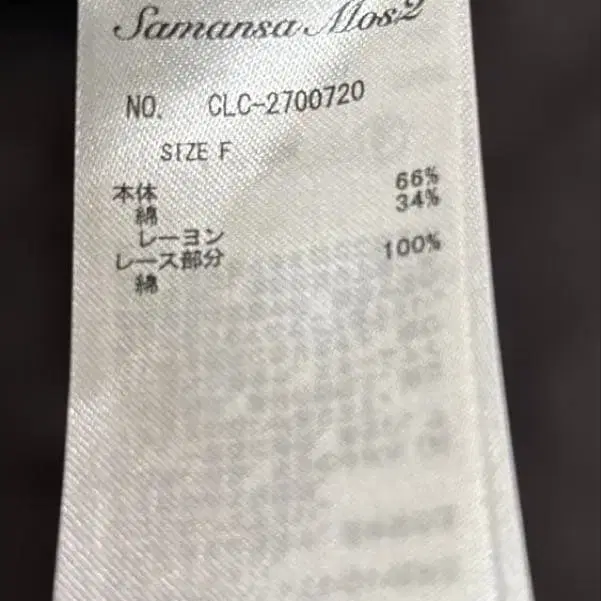 Samansa Mos2
NO. CLC-2700720
SIZE F
本体
綿 66%
レーヨン 34%
レース部分
綿 100%